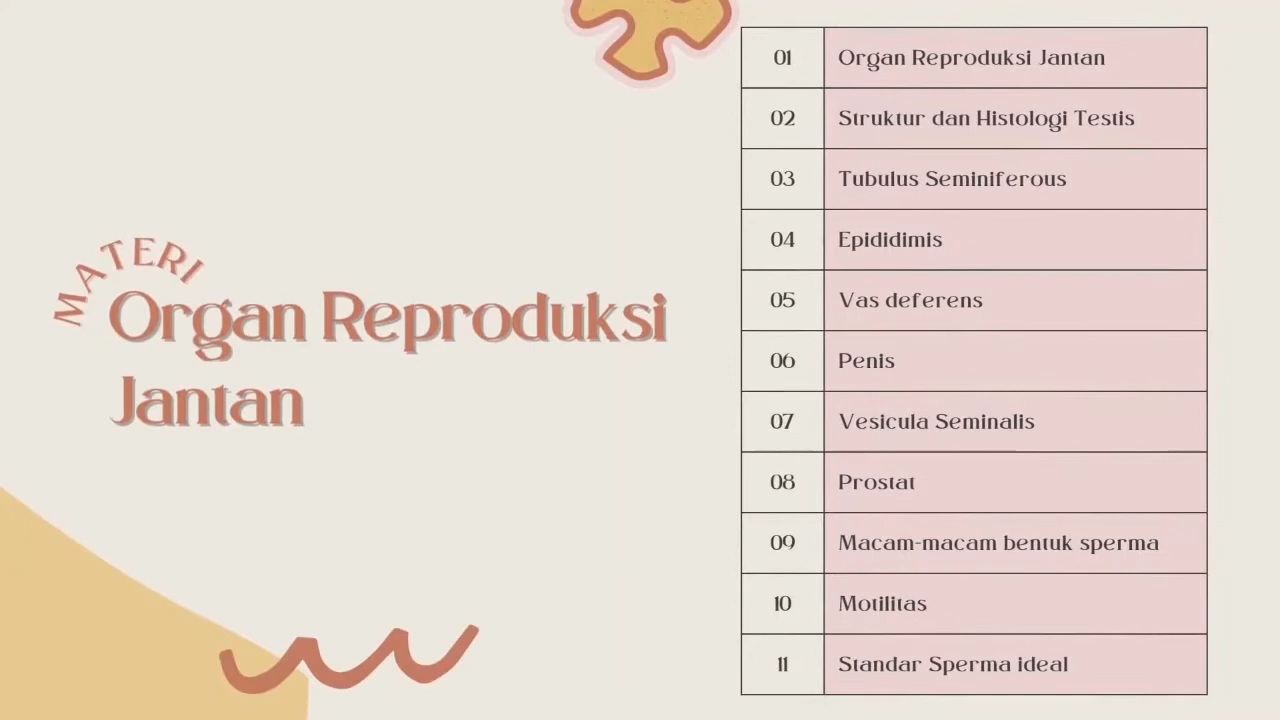 MATERI
Organ Reproduksi
Jantan
01 Organ Reproduksi Jantan
02 Struktur dan Histologi Testis
03 Tubulus Seminiferous
04 Epididimis
05 Vas deferens
06 Penis
07 Vesicula Seminalis
08 Prostat
09 Macam-macam bentuk sperma
10 Motilitas
11 Standar Sperma ideal